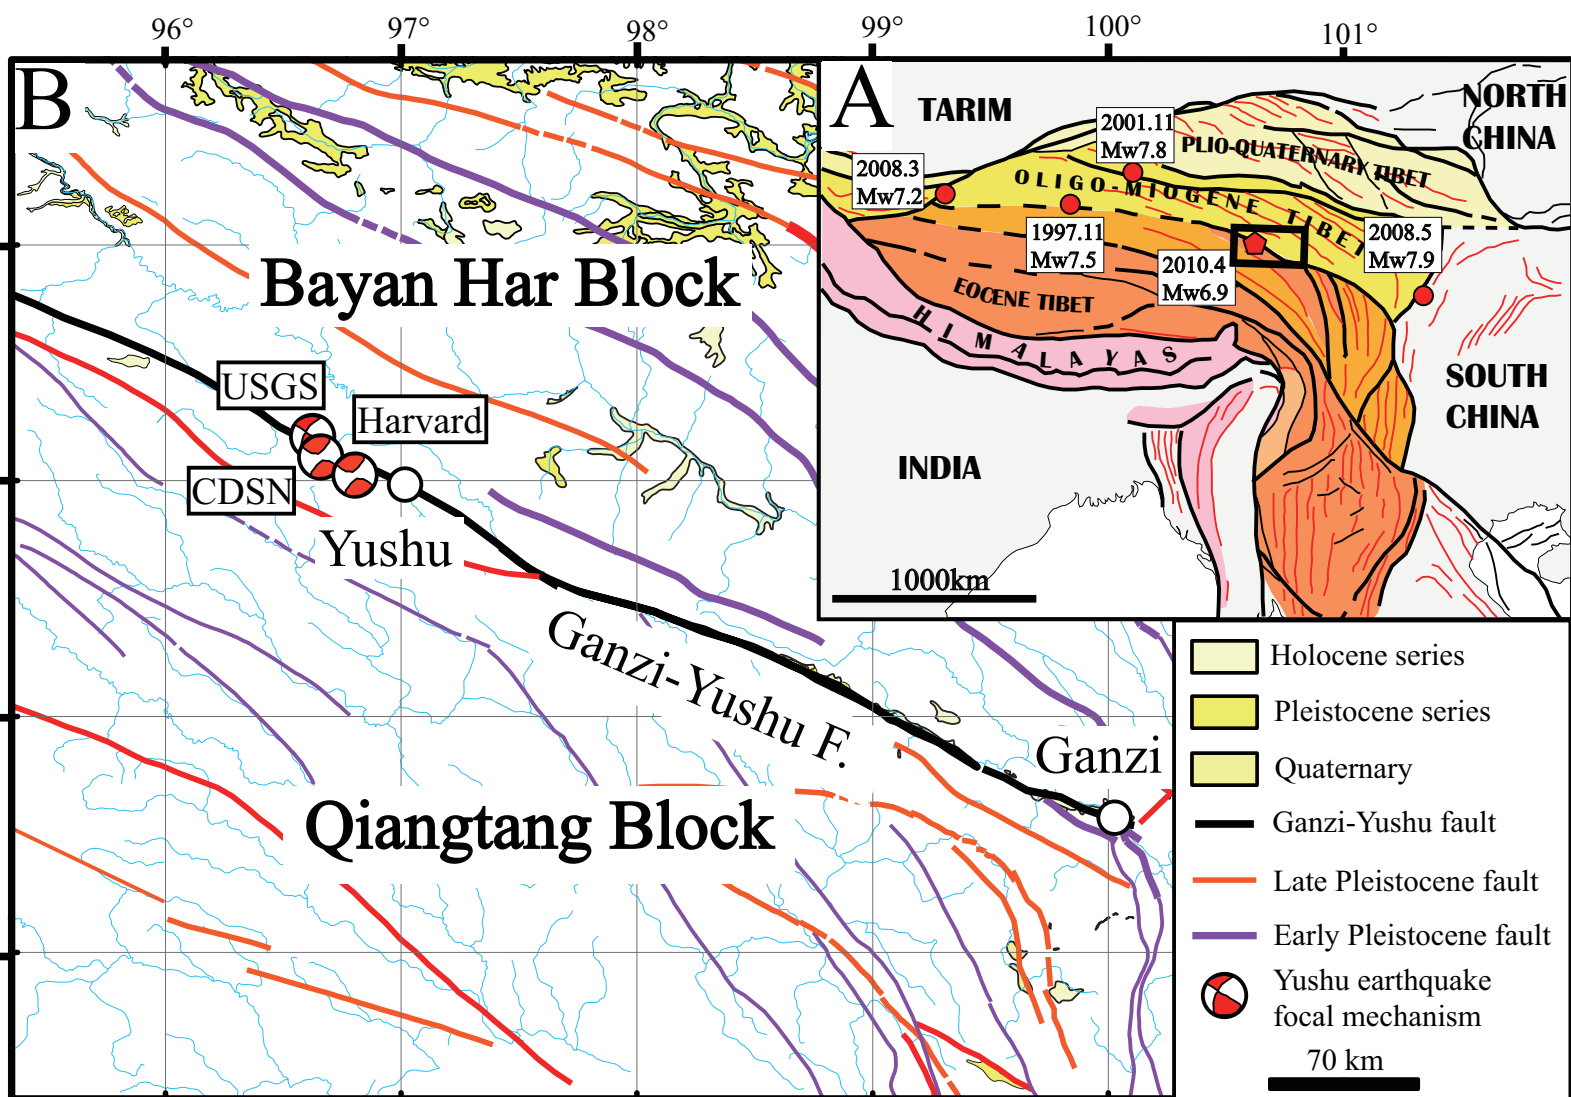 96°
97°
98°
99°
100°
101°
B
Bayan Har Block
USGS
Harvard
CDSN
Yushu
Ganzi-Yushu F.
Ganzi
Qiangtang Block
A
TARIM
NORTH
CHINA
2001.11
Mw7.8
PLIO-QUATERNARY TIBET
2008.3
Mw7.2
OLIGO-MIOGENE TIBET
1997.11
Mw7.5
2008.5
Mw7.9
2010.4
Mw6.9
EOCENE TIBET
HIMALAYAS
SOUTH
CHINA
INDIA
1000km
Holocene series
Pleistocene series
Quaternary
Ganzi-Yushu fault
Late Pleistocene fault
Early Pleistocene fault
Yushu earthquake
focal mechanism
70 km